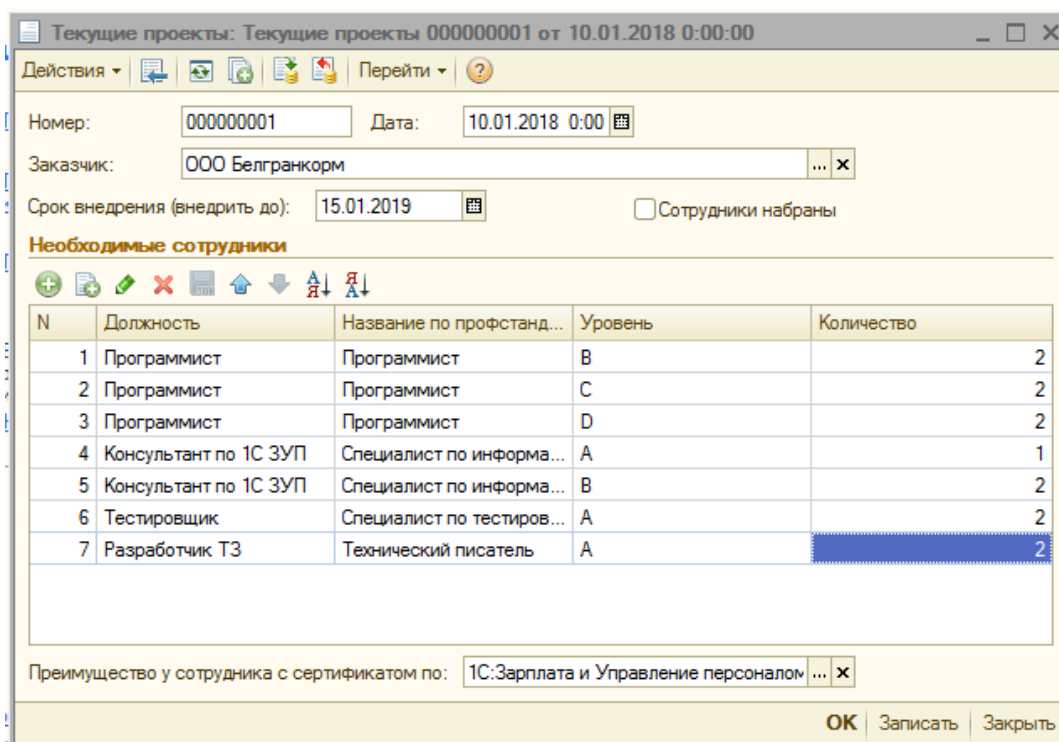 Текущие проекты: Текущие проекты 000000001 от 10.01.2018 0:00:00
Действия Перейти
Номер: 000000001 Дата: 10.01.2018 0:00
Заказчик: ООО Белгранкорм
Срок внедрения (внедрить до): 15.01.2019 Сотрудники набраны
Необходимые сотрудники
N Должность Название по профстанд... Уровень Количество
1 Программист Программист B 2
2 Программист Программист C 2
3 Программист Программист D 2
4 Консультант по 1С ЗУП Специалист по информа... A 1
5 Консультант по 1С ЗУП Специалист по информа... B 2
6 Тестировщик Специалист по тестиров... A 2
7 Разработчик ТЗ Технический писатель A 2
Преимущество у сотрудника с сертификатом по: 1С:Зарплата и Управление персоналом ...
OK Записать Закрыть